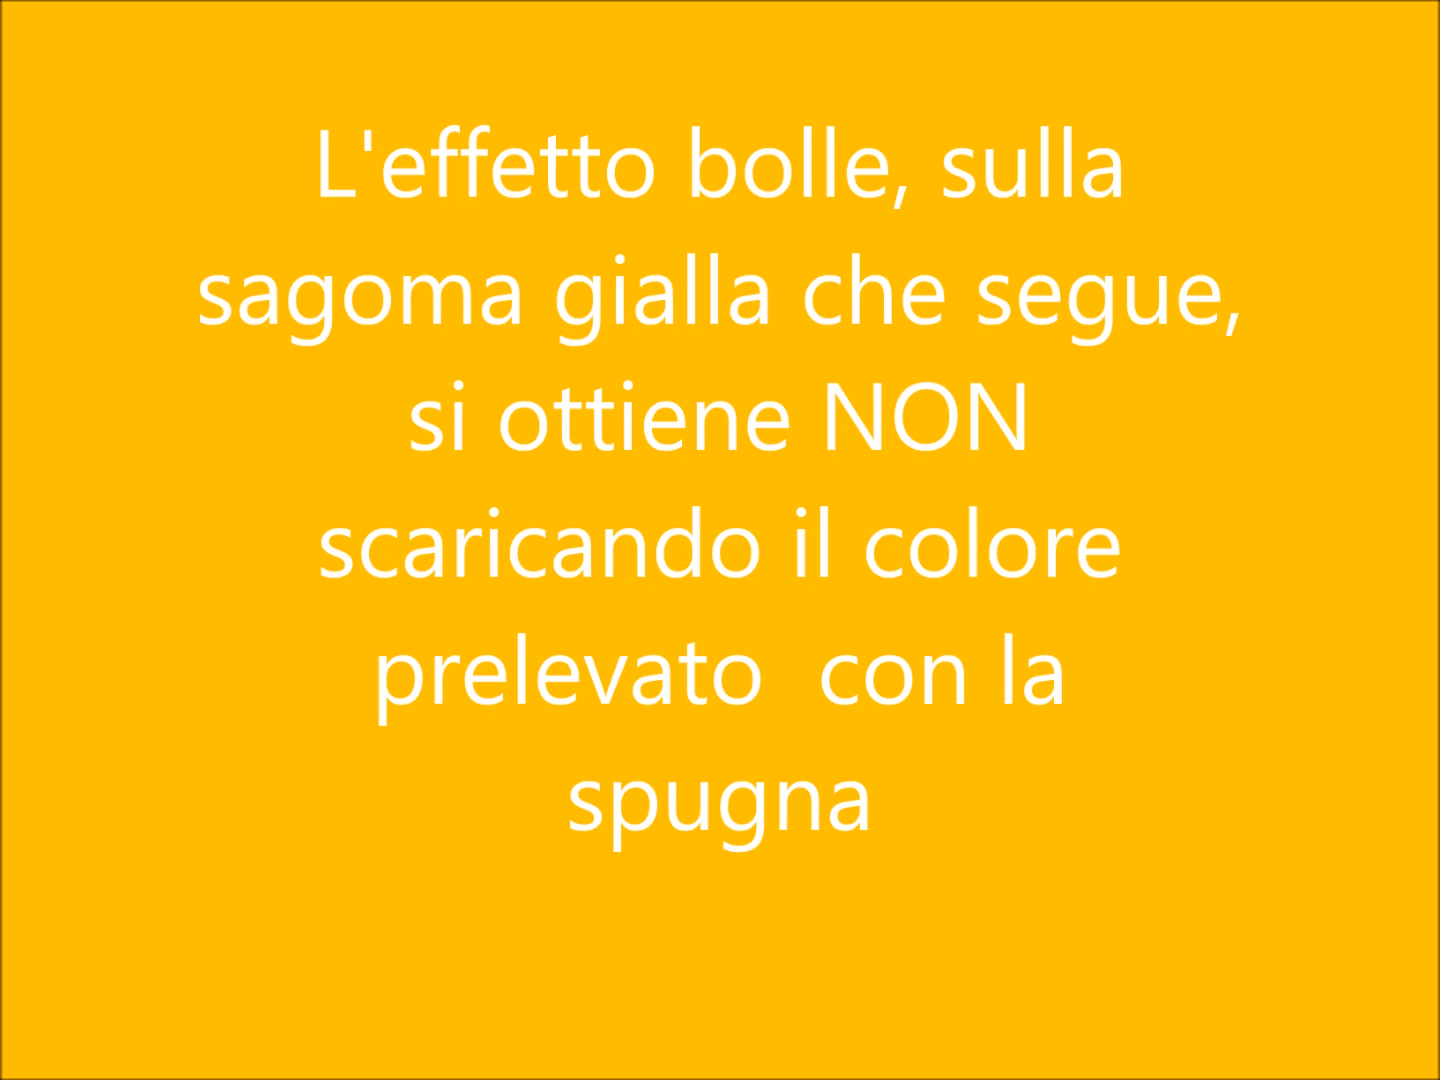 L'effetto bolle, sulla
sagoma gialla che segue,
si ottiene NON
scaricando il colore
prelevato  con la
spugna